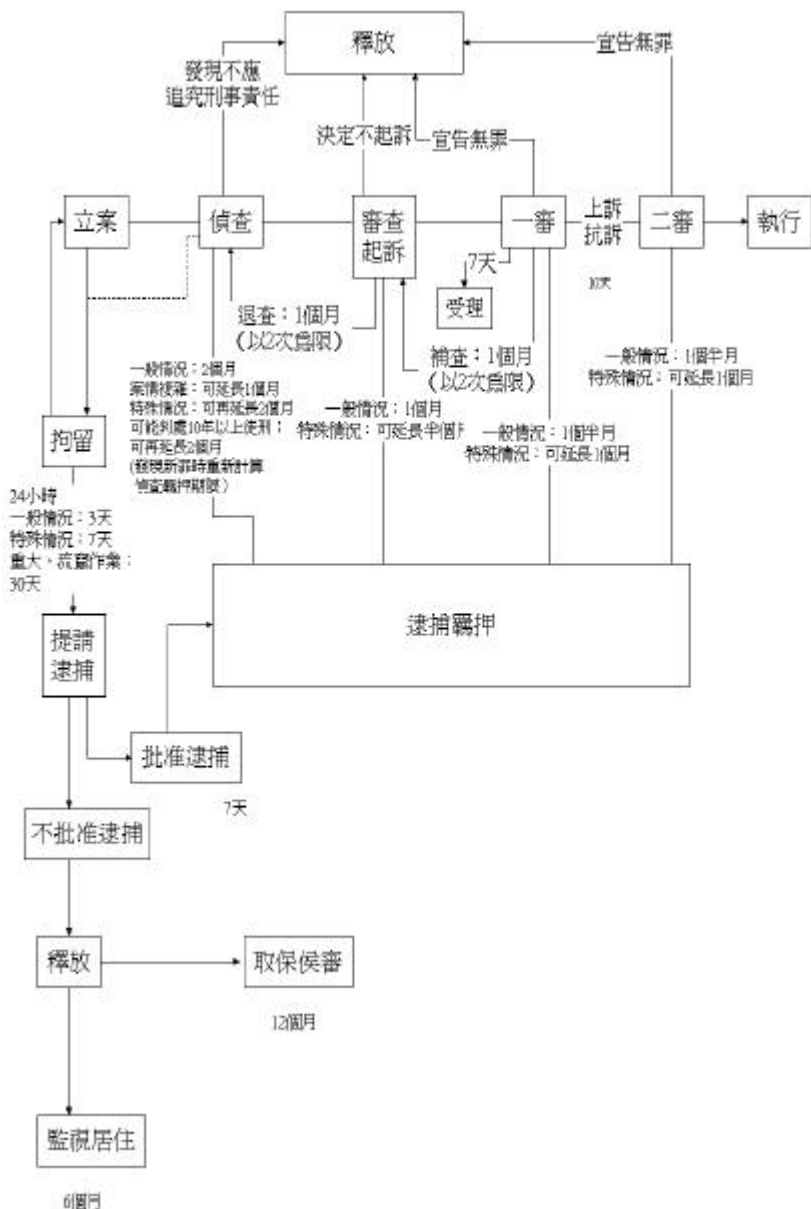 釋放
宣告無罪
發現不應
追究刑事責任
決定不起訴
宣告無罪
立案
偵查
審查
起訴
一審
上訴
抗訴
二審
執行
10天
7天
受理
退查：1個月
（以2次為限）
補查：1個月
（以2次為限）
一般情況：1個半月
特殊情況：可延長1個月
一般情況：2個月
案情複雜：可延長1個月
特殊情況：可再延長2個月
可能判處10年以上徒刑；
可再延長2個月
（發現新罪時重新計算
偵查羈押期限）
一般情況：1個月
特殊情況：可延長半個
一般情況：1個半月
特殊情況：可延長1個月
拘留
24小時
一般情況：3天
特殊情況：7天
重大、流竄作業：
30天
提請
逮捕
逮捕羈押
批准逮捕
7天
不批准逮捕
釋放
取保侯審
12個月
監視居住
6個月